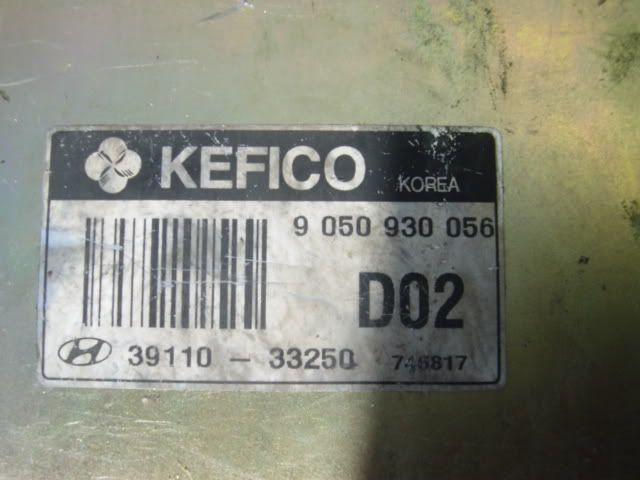 KEFICO KOREA
9 050 930 056
D02
39110 - 33250 746817